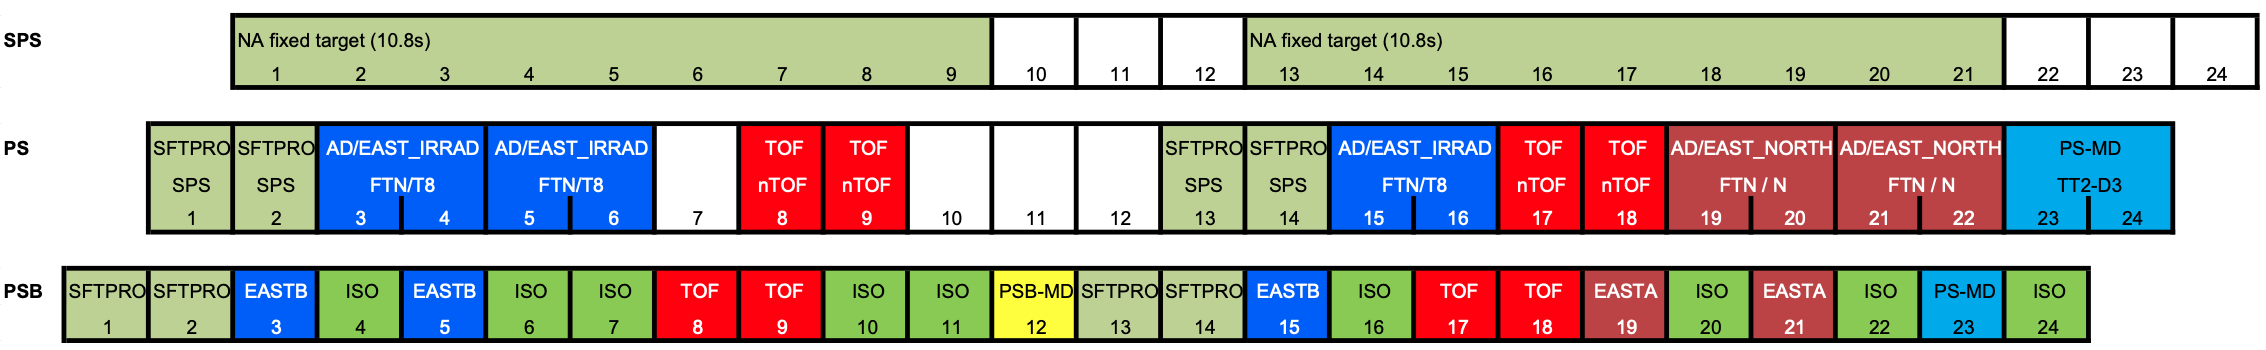 SPS
NA fixed target (10.8s) NA fixed target (10.8s)
1 2 3 4 5 6 7 8 9 10 11 12 13 14 15 16 17 18 19 20 21 22 23 24
PS SFTPRO SFTPRO AD/EAST_IRRAD AD/EAST_IRRAD TOF TOF SFTPRO SFTPRO AD/EAST_IRRAD TOF TOF AD/EAST_NORTH AD/EAST_NORTH PS-MD
SPS SPS FTN/T8 FTN/T8 nTOF nTOF SPS SPS FTN/T8 nTOF nTOF FTN / N FTN / N TT2-D3
1 2 3 4 5 6 7 8 9 10 11 12 13 14 15 16 17 18 19 20 21 22 23 24
PSB SFTPRO SFTPRO EASTB ISO EASTB ISO ISO TOF TOF ISO ISO PSB-MD SFTPRO SFTPRO EASTB ISO TOF TOF EASTA ISO EASTA ISO PS-MD ISO
1 2 3 4 5 6 7 8 9 10 11 12 13 14 15 16 17 18 19 20 21 22 23 24